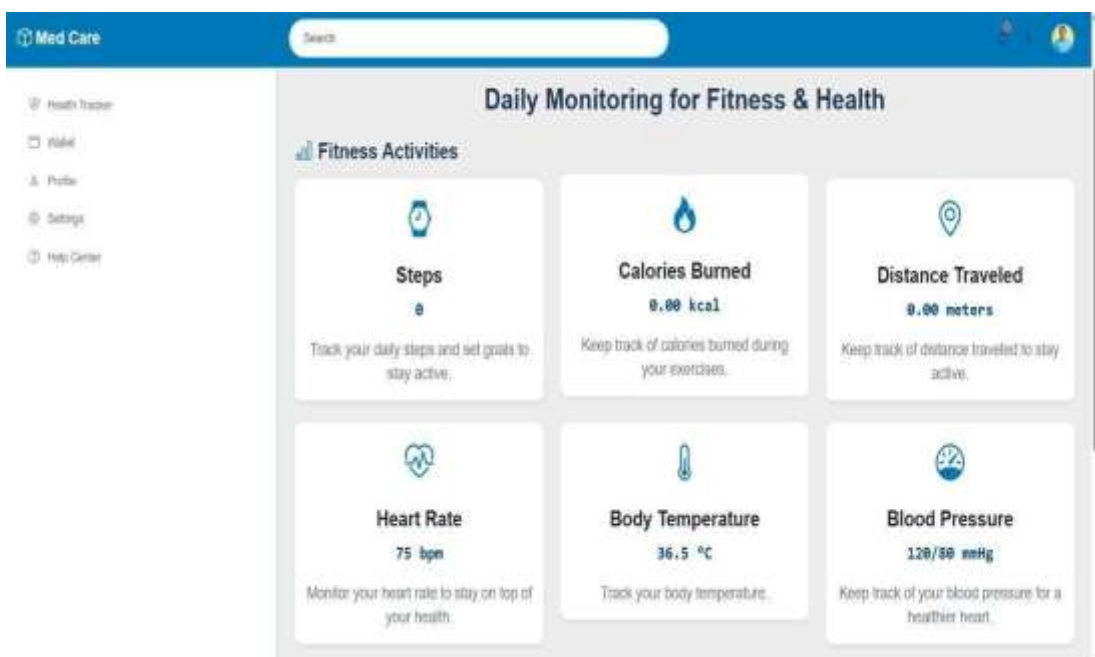 Med Care
Search
Health Tracker
Wallet
Profile
Settings
Help Center
Daily Monitoring for Fitness & Health
Fitness Activities
Steps
0
Track your daily steps and set goals to
stay active.
Calories Burned
0.00 kcal
Keep track of calories burned during
your exercises.
Distance Traveled
0.00 meters
Keep track of distance traveled to stay
active.
Heart Rate
75 bpm
Monitor your heart rate to stay on top of
your health.
Body Temperature
36.5 °C
Track your body temperature.
Blood Pressure
120/80 mmHg
Keep track of your blood pressure for a
healthier heart.